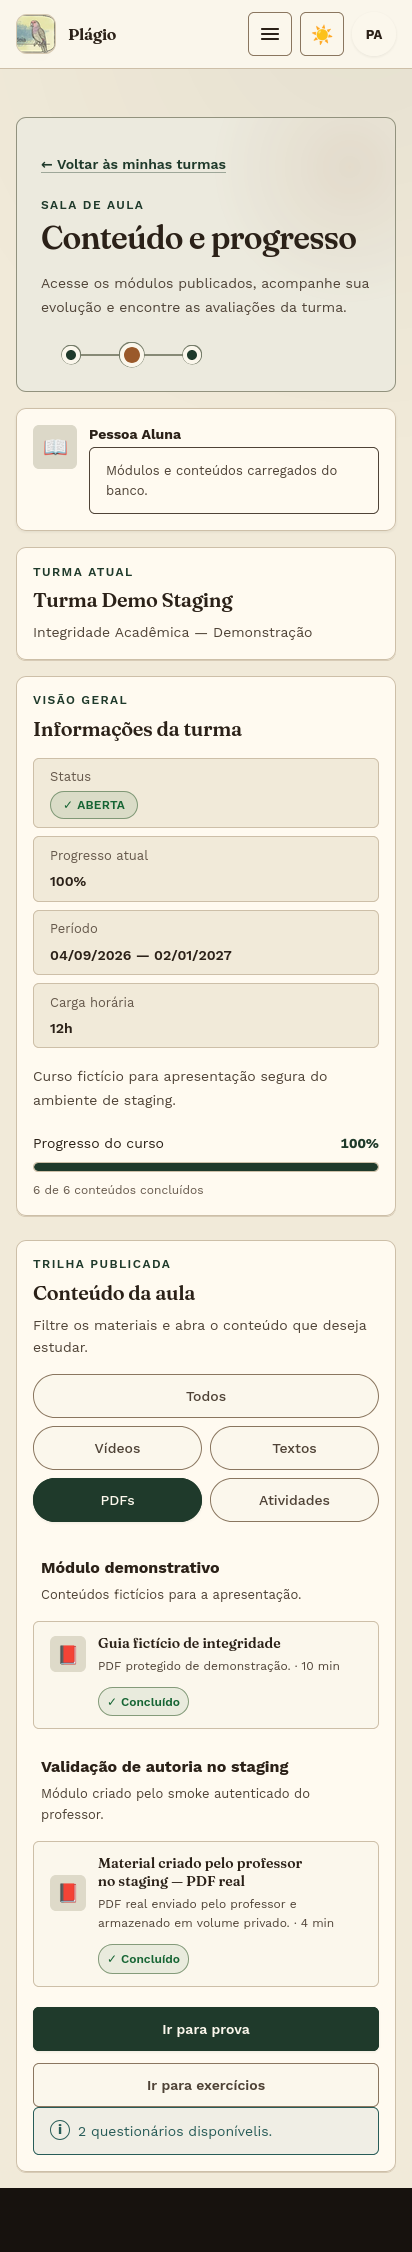 Plágio
PA
← Voltar às minhas turmas
SALA DE AULA
Conteúdo e progresso
Acesse os módulos publicados, acompanhe sua
evolução e encontre as avaliações da turma.
Pessoa Aluna
Módulos e conteúdos carregados do
banco.
TURMA ATUAL
Turma Demo Staging
Integridade Acadêmica — Demonstração
VISÃO GERAL
Informações da turma
Status
✓ ABERTA
Progresso atual
100%
Período
04/09/2026 — 02/01/2027
Carga horária
12h
Curso fictício para apresentação segura do
ambiente de staging.
Progresso do curso 100%
6 de 6 conteúdos concluídos
TRILHA PUBLICADA
Conteúdo da aula
Filtre os materiais e abra o conteúdo que deseja
estudar.
Todos
Vídeos Textos
PDFs Atividades
Módulo demonstrativo
Conteúdos fictícios para a apresentação.
Guia fictício de integridade
PDF protegido de demonstração. · 10 min
✓ Concluído
Validação de autoria no staging
Módulo criado pelo smoke autenticado do
professor.
Material criado pelo professor
no staging — PDF real
PDF real enviado pelo professor e
armazenado em volume privado. · 4 min
✓ Concluído
Ir para prova
Ir para exercícios
2 questionários disponívelis.